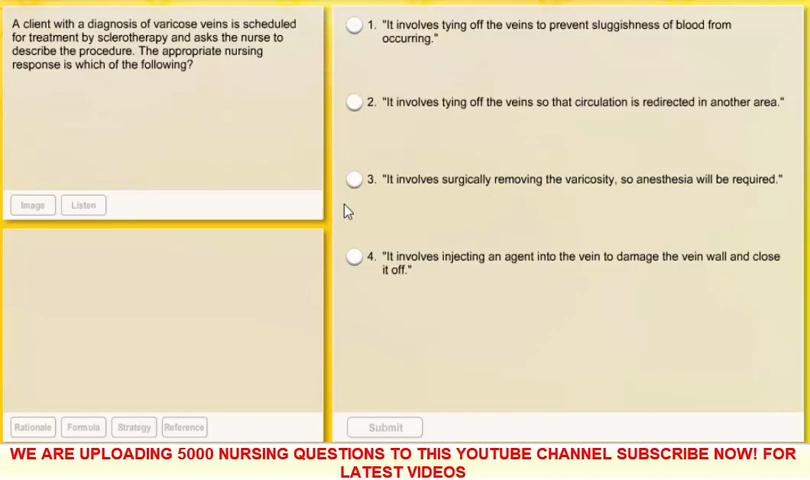 A client with a diagnosis of varicose veins is scheduled
for treatment by sclerotherapy and asks the nurse to
describe the procedure. The appropriate nursing
response is which of the following?
Image
Listen
1. "It involves tying off the veins to prevent sluggishness of blood from
occurring."
2. "It involves tying off the veins so that circulation is redirected in another area."
3. "It involves surgically removing the varicosity, so anesthesia will be required."
4. "It involves injecting an agent into the vein to damage the vein wall and close
it off."
Rationale
Formula
Strategy
Reference
Submit
WE ARE UPLOADING 5000 NURSING QUESTIONS TO THIS YOUTUBE CHANNEL SUBSCRIBE NOW! FOR
LATEST VIDEOS